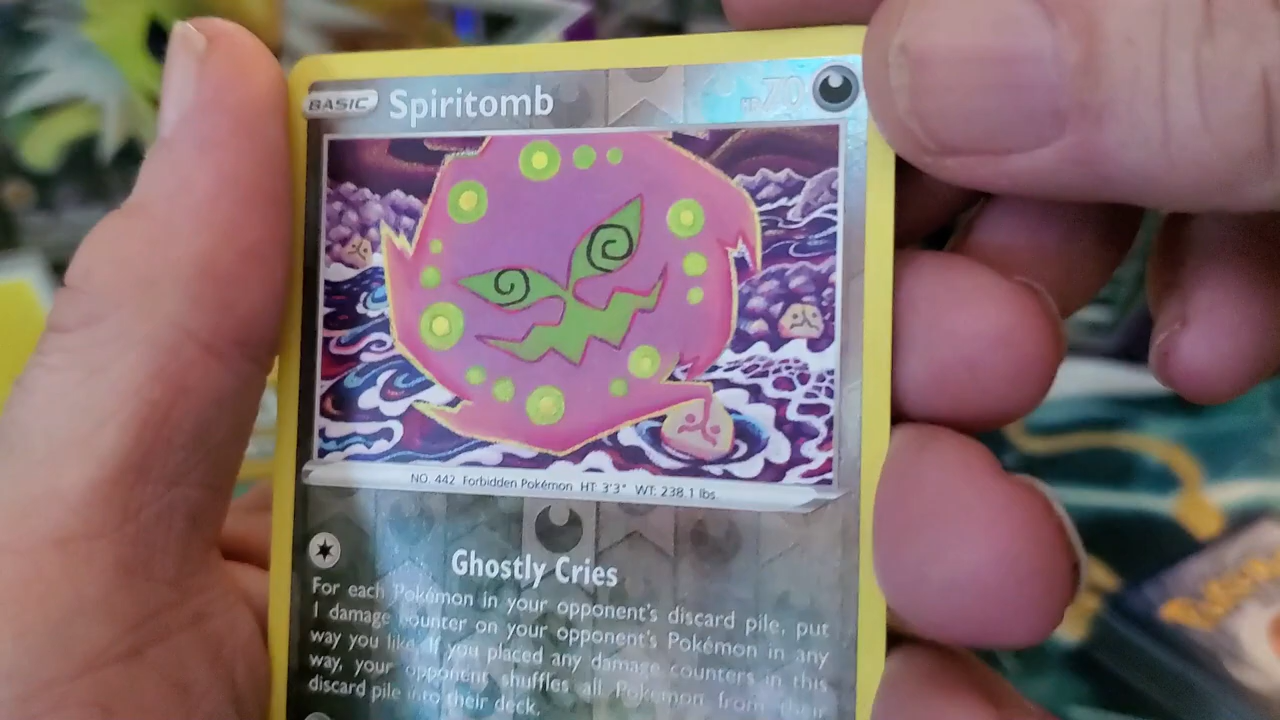 BASIC Spiritomb HP 70
NO. 442 Forbidden Pokémon HT: 3'3" WT: 238.1 lbs.
Ghostly Cries
For each Pokémon in your opponent's discard pile, put
1 damage counter on your opponent's Pokémon in any
way you like. If you placed any damage counters in this
way, your opponent shuffles all Pokémon from their
discard pile into their deck.